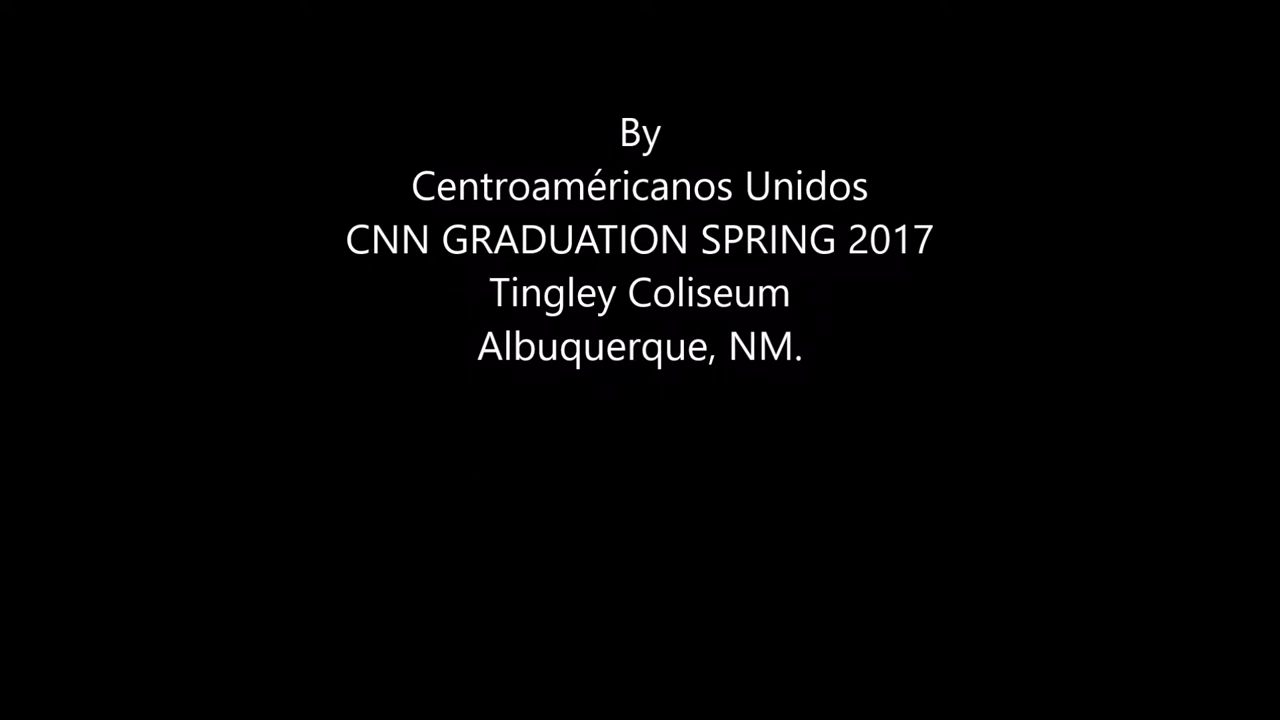 By
Centroaméricanos Unidos
CNN GRADUATION SPRING 2017
Tingley Coliseum
Albuquerque, NM.